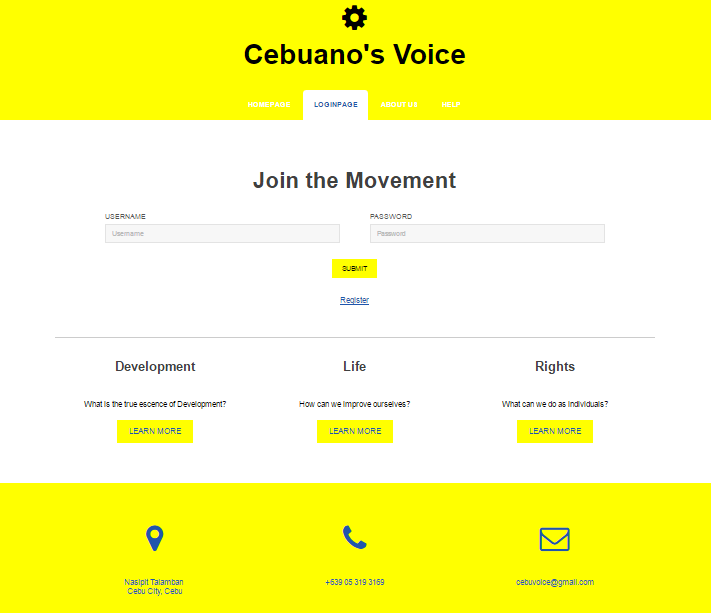 Cebuano's Voice
HOMEPAGE LOGINPAGE ABOUT US HELP
Join the Movement
USERNAME PASSWORD
Username Password
SUBMIT
Register
Development Life Rights
What is the true escence of Development? How can we improve ourselves? What can we do as Individuals?
LEARN MORE LEARN MORE LEARN MORE
Nasipit Talamban +639 05 319 3169 cebuvoice@gmail.com
Cebu City, Cebu